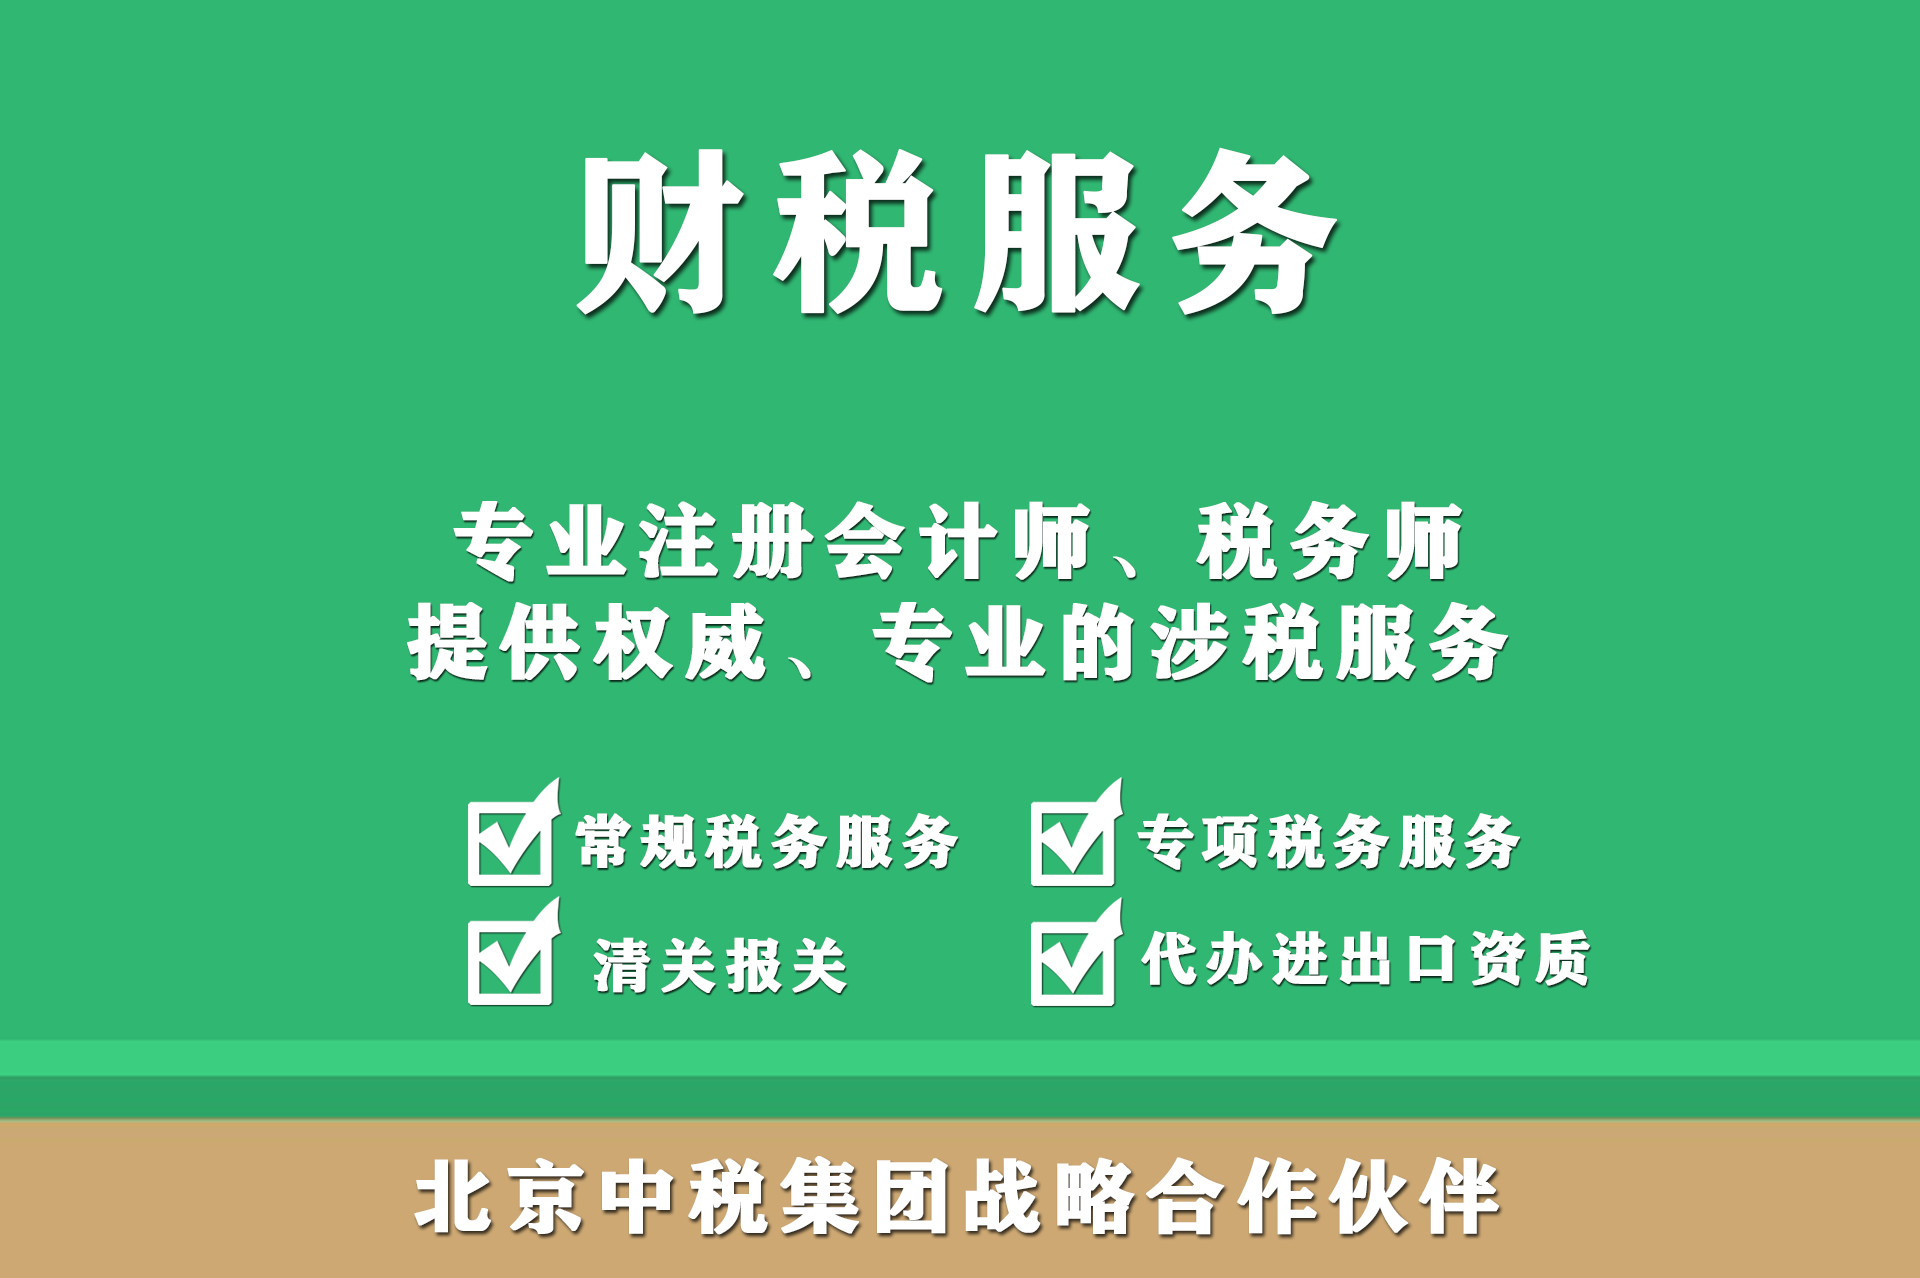 财税服务
专业注册会计师、税务师
提供权威、专业的涉税服务
常规税务服务
专项税务服务
清关报关
代办进出口资质
北京中税集团战略合作伙伴